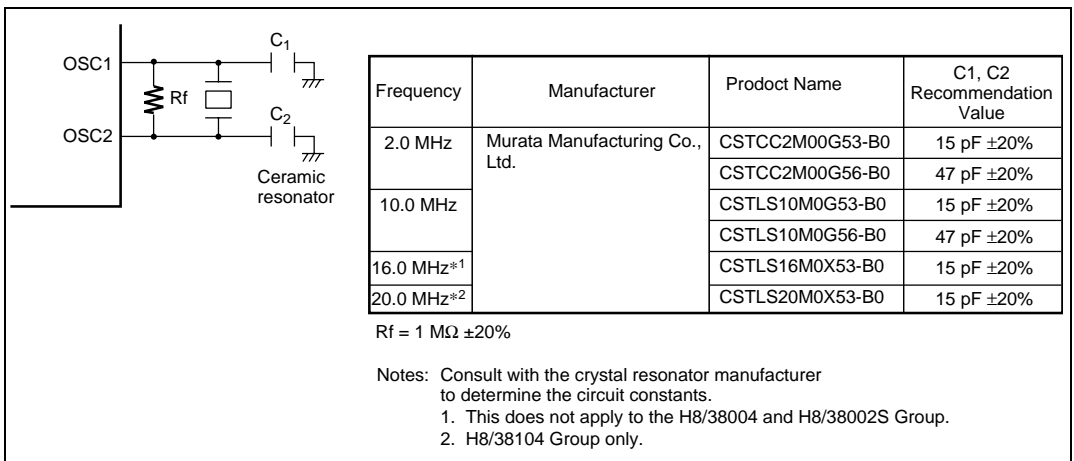 OSC1
OSC2
Rf
C1
C2
Ceramic
resonator
Frequency Manufacturer Product Name C1, C2
Recommendation
Value
2.0 MHz Murata Manufacturing Co., CSTCC2M00G53-B0 15 pF ±20%
Ltd.
CSTCC2M00G56-B0 47 pF ±20%
10.0 MHz CSTLS10M0G53-B0 15 pF ±20%
CSTLS10M0G56-B0 47 pF ±20%
16.0 MHz*1 CSTLS16M0X53-B0 15 pF ±20%
20.0 MHz*2 CSTLS20M0X53-B0 15 pF ±20%
Rf = 1 MΩ ±20%
Notes: Consult with the crystal resonator manufacturer
to determine the circuit constants.
1. This does not apply to the H8/38004 and H8/38002S Group.
2. H8/38104 Group only.